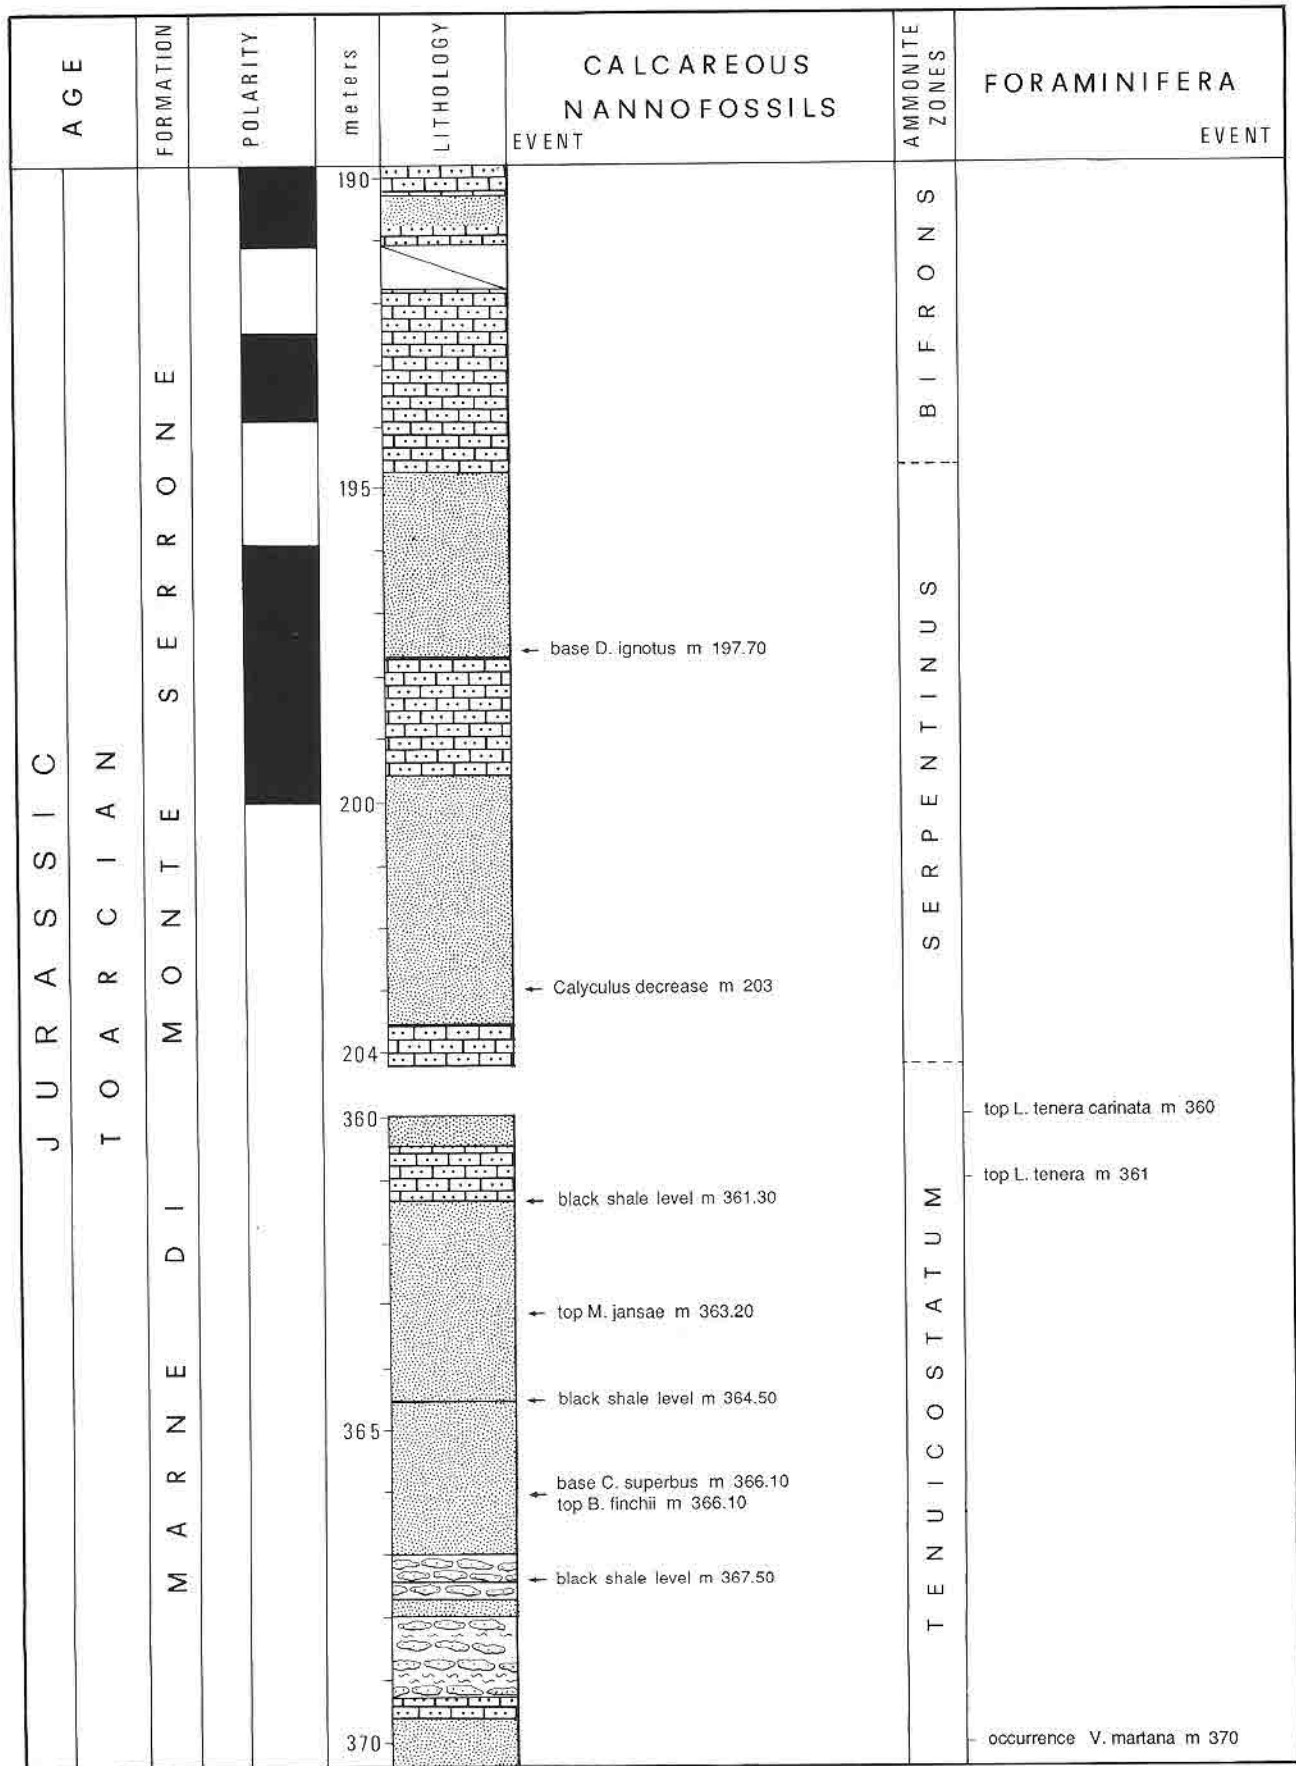 AGE
FORMATION
POLARITY
meters
LITHOLOGY
CALCAREOUS
NANNOFOSSILS
EVENT
AMMONITE
ZONES
FORAMINIFERA
EVENT
JURASSIC
TOARCIAN
MARNE DI MONTE SERRONE
190
195
200
204
360
365
370
base D. ignotus m 197.70
Calyculus decrease m 203
black shale level m 361.30
top M. jansae m 363.20
black shale level m 364.50
base C. superbus m 366.10
top B. finchii m 366.10
black shale level m 367.50
BIFRONS
SERPENTINUS
TENUICOSTATUM
top L. tenera carinata m 360
top L. tenera m 361
occurrence V. martana m 370